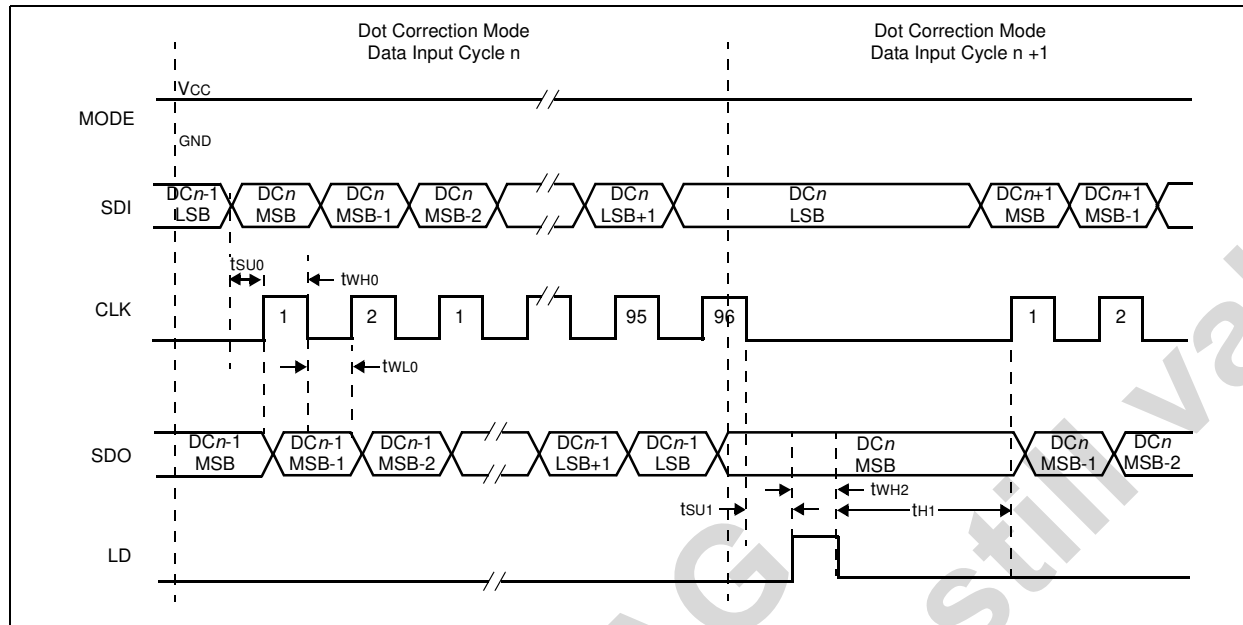 Dot Correction Mode
Data Input Cycle n
Dot Correction Mode
Data Input Cycle n +1
VCC
MODE
GND
SDI
DCn-1
LSB
DCn
MSB
DCn
MSB-1
DCn
MSB-2
DCn
LSB+1
DCn
LSB
DCn+1
MSB
DCn+1
MSB-1
tSU0
tWH0
CLK
1
2
1
95
96
1
2
tWL0
SDO
DCn-1
MSB
DCn-1
MSB-1
DCn-1
MSB-2
DCn-1
LSB+1
DCn-1
LSB
DCn
MSB
DCn
MSB-1
DCn
MSB-2
tWH2
tSU1
tH1
LD
AG
still va